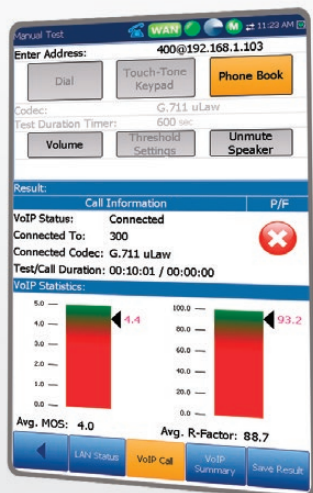 Manual Test WAN M 11:23 AM
Enter Address: 400@192.168.1.103
Dial Touch-Tone Keypad Phone Book
Codec: G.711 uLaw
Test Duration Timer: 600 sec
Volume Threshold Settings Unmute Speaker
Result:
Call Information P/F
VoIP Status: Connected
Connected To: 300
Connected Codec: G.711 uLaw
Test/Call Duration: 00:10:01 / 00:00:00
VoIP Statistics:
5.0 100.0
4.4 93.2
4.0 80.0
3.0 60.0
2.0 40.0
1.0 20.0
0.0 0.0
Avg. MOS: 4.0 Avg. R-Factor: 88.7
LAN Status VoIP Call VoIP Summary Save Result